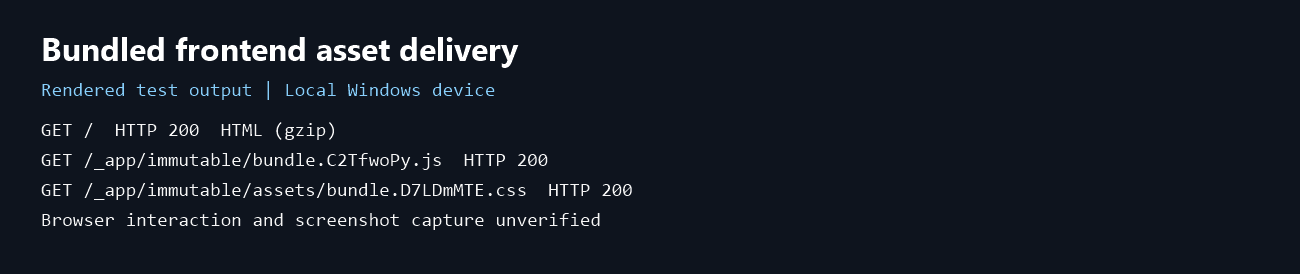 Bundled frontend asset delivery
Rendered test output | Local Windows device
GET /  HTTP 200  HTML (gzip)
GET /_app/immutable/bundle.C2TfwoPy.js  HTTP 200
GET /_app/immutable/assets/bundle.D7LDmMTE.css  HTTP 200
Browser interaction and screenshot capture unverified